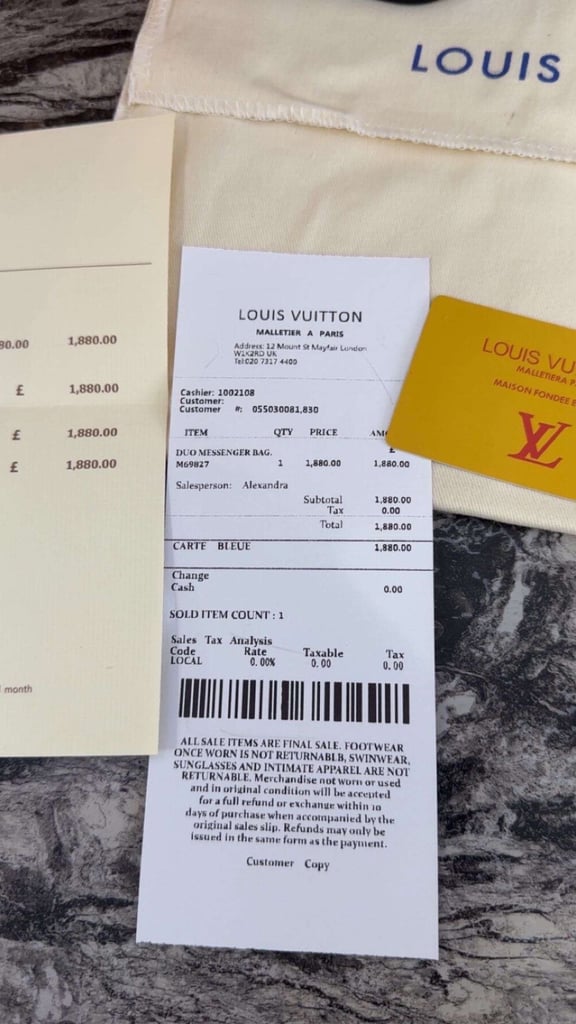 LOUIS
80.00 1,880.00
£ 1,880.00
£ 1,880.00
£ 1,880.00
month
LOUIS VUITTON
MALLETIER A PARIS
Address: 12 Mount St Mayfair London
W1K2RD UK
Tel:020 7317 4400
Cashier: 1002108
Customer:
Customer #: 055030081,830
ITEM QTY PRICE AM
£
DUO MESSENGER BAG.
M69827 1 1,880.00 1,880.00
Salesperson: Alexandra
Subtotal 1,880.00
Tax 0.00
Total 1,880.00
CARTE BLEUE 1,880.00
Change
Cash 0.00
SOLD ITEM COUNT : 1
Sales Tax Analysis
Code Rate Taxable Tax
LOCAL 0.00% 0.00 0.00
ALL SALE ITEMS ARE FINAL SALE. FOOTWEAR
ONCE WORN IS NOT RETURNABLB, SWINWEAR,
SUNGLASSES AND INTIMATE APPAREL ARE NOT
RETURNABLE. Merchandise not worn or used
and in original condition will be accepted
for a full refund or exchange within 10
days of purchase when accompanied by the
original sales slip. Refunds may only be
issued in the same form as the payment.
Customer Copy
LOUIS VU
MALLETIERA P
MAISON FONDEE E
LV